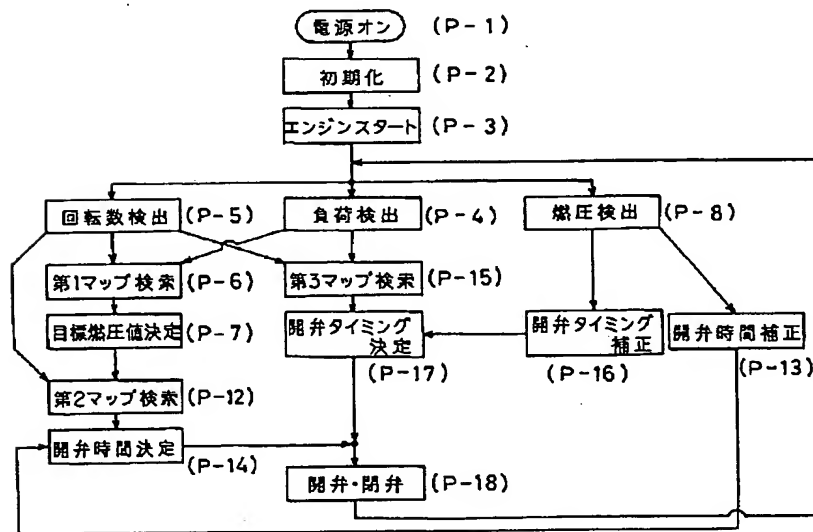 電源オン (P-1)
初期化 (P-2)
エンジンスタート (P-3)
回転数検出 (P-5) 負荷検出 (P-4) 燃圧検出 (P-8)
第1マップ検索 (P-6) 第3マップ検索 (P-15)
目標燃圧値決定 (P-7) 開弁タイミング 開弁タイミング 開弁時間補正
決定 補正
(P-17) (P-16) (P-13)
第2マップ検索 (P-12)
開弁時間決定
(P-14)
開弁・閉弁 (P-18)